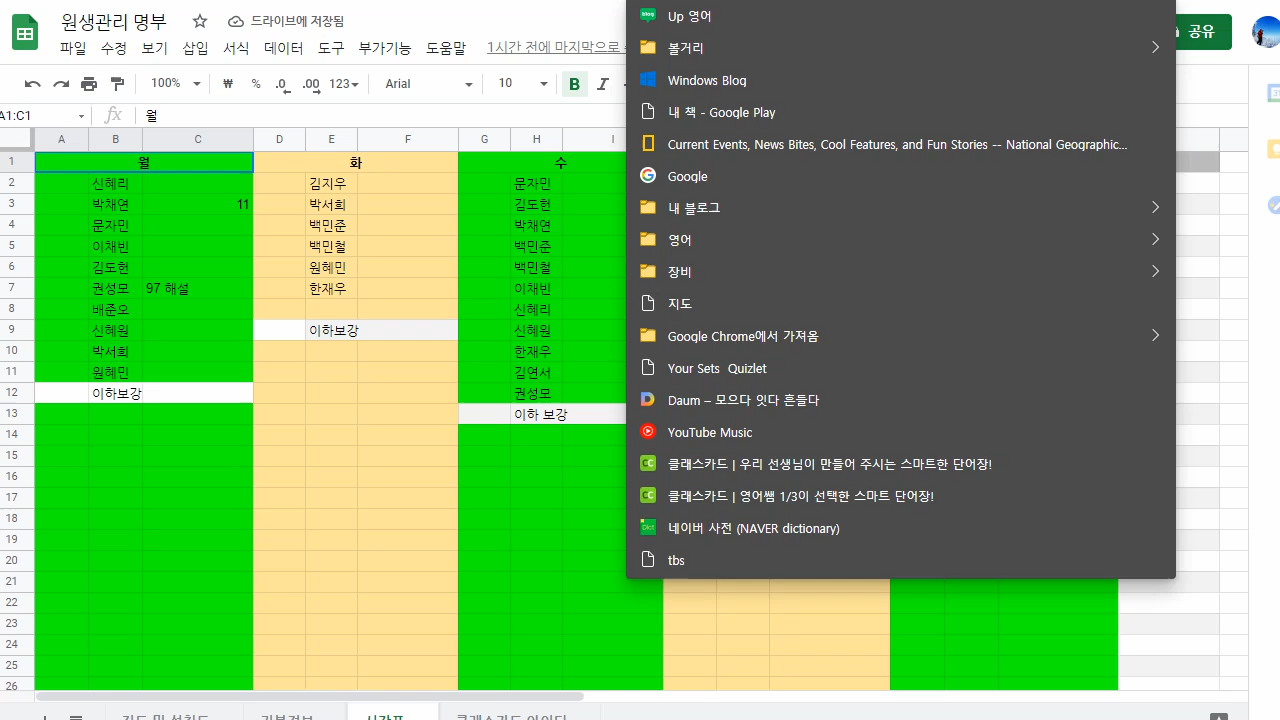 원생관리 명부 드라이브에 저장됨
파일 수정 보기 삽입 서식 데이터 도구 부가기능 도움말 1시간 전에 마지막으로
공유
100% ₩ % .0 .00 123 Arial 10 B I
A1:C1 fx 월
A B C D E F G H I
1 월 화 수
2 신혜리 김지우 문자민
3 박채연 11 박서희 김도현
4 문자민 백민준 박채연
5 이채빈 백민철 백민준
6 김도현 원혜민 백민철
7 권성모 97 해설 한재우 이채빈
8 배준오 신혜리
9 신혜원 이하보강 신혜원
10 박서희 한재우
11 원혜민 김연서
12 이하보강 권성모
13 이하 보강
14
15
16
17
18
19
20
21
22
23
24
25
26
Up 영어
볼거리
Windows Blog
내 책 - Google Play
Current Events, News Bites, Cool Features, and Fun Stories -- National Geographic...
Google
내 블로그
영어
장비
지도
Google Chrome에서 가져옴
Your Sets Quizlet
Daum – 모으다 잇다 흔들다
YouTube Music
클래스카드 | 우리 선생님이 만들어 주시는 스마트한 단어장!
클래스카드 | 영어쌤 1/3이 선택한 스마트 단어장!
네이버 사전 (NAVER dictionary)
tbs